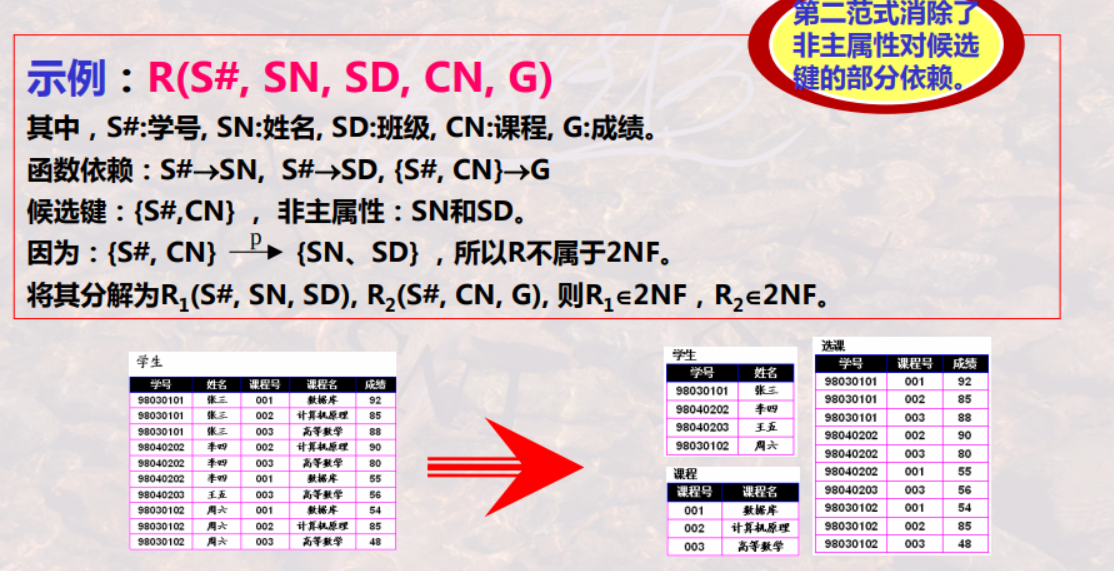 第二范式消除了
非主属性对候选
键的部分依赖。
示例：R(S#, SN, SD, CN, G)
其中，S#:学号, SN:姓名, SD:班级, CN:课程, G:成绩。
函数依赖：S#→SN, S#→SD, {S#, CN}→G
候选键：{S#,CN} ， 非主属性：SN和SD。
因为：{S#, CN} p {SN、SD} ，所以R不属于2NF。
将其分解为R₁(S#, SN, SD), R₂(S#, CN, G), 则R₁∈2NF，R₂∈2NF。
学生
学号 姓名 课程号 课程名 成绩
98030101 张三 001 数据库 92
98030101 张三 002 计算机原理 85
98030101 张三 003 高等数学 88
98040202 李四 002 计算机原理 90
98040202 李四 003 高等数学 80
98040202 李四 001 数据库 55
98040203 王五 003 高等数学 56
98030102 周六 001 数据库 54
98030102 周六 002 计算机原理 85
98030102 周六 003 高等数学 48
学生
学号 姓名
98030101 张三
98040202 李四
98040203 王五
98030102 周六
课程
课程号 课程名
001 数据库
002 计算机原理
003 高等数学
选课
学号 课程号 成绩
98030101 001 92
98030101 002 85
98030101 003 88
98040202 002 90
98040202 003 80
98040202 001 55
98040203 003 56
98030102 001 54
98030102 002 85
98030102 003 48